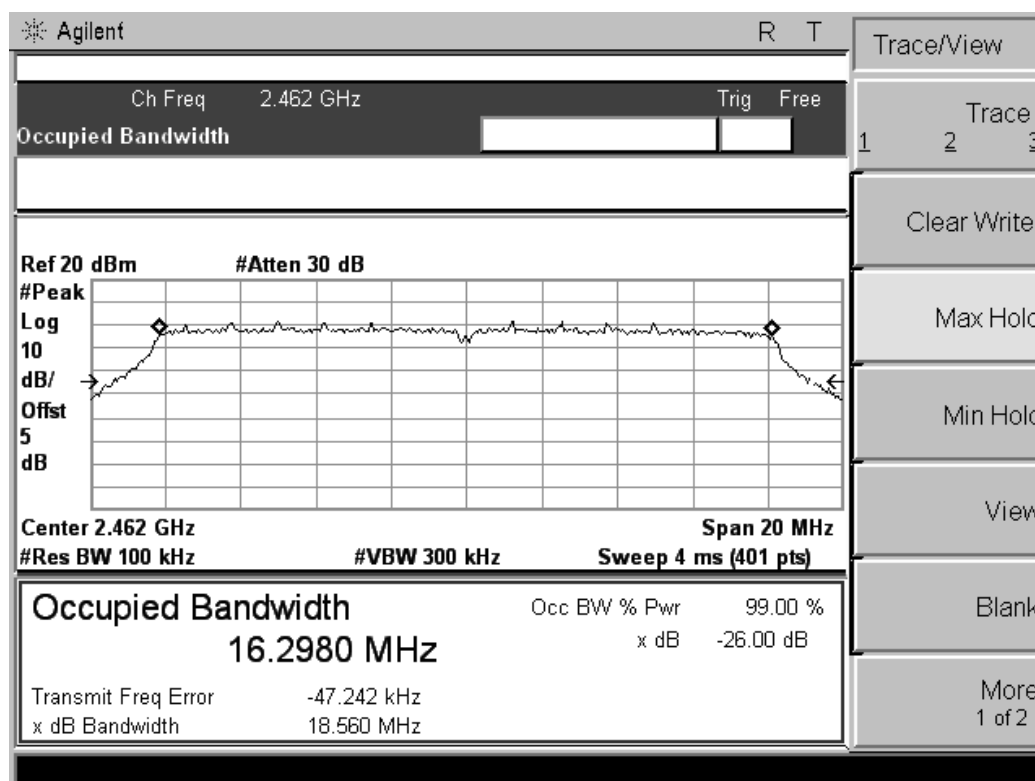 Agilent R T
Trace/View
Ch Freq 2.462 GHz Trig Free
Occupied Bandwidth
Trace
1 2 3
Clear Write
Max Hold
Min Hold
View
Blank
More
1 of 2
Ref 20 dBm #Atten 30 dB
#Peak
Log
10
dB/
Offst
5
dB
Center 2.462 GHz Span 20 MHz
#Res BW 100 kHz #VBW 300 kHz Sweep 4 ms (401 pts)
Occupied Bandwidth
16.2980 MHz
Occ BW % Pwr 99.00 %
x dB -26.00 dB
Transmit Freq Error -47.242 kHz
x dB Bandwidth 18.560 MHz